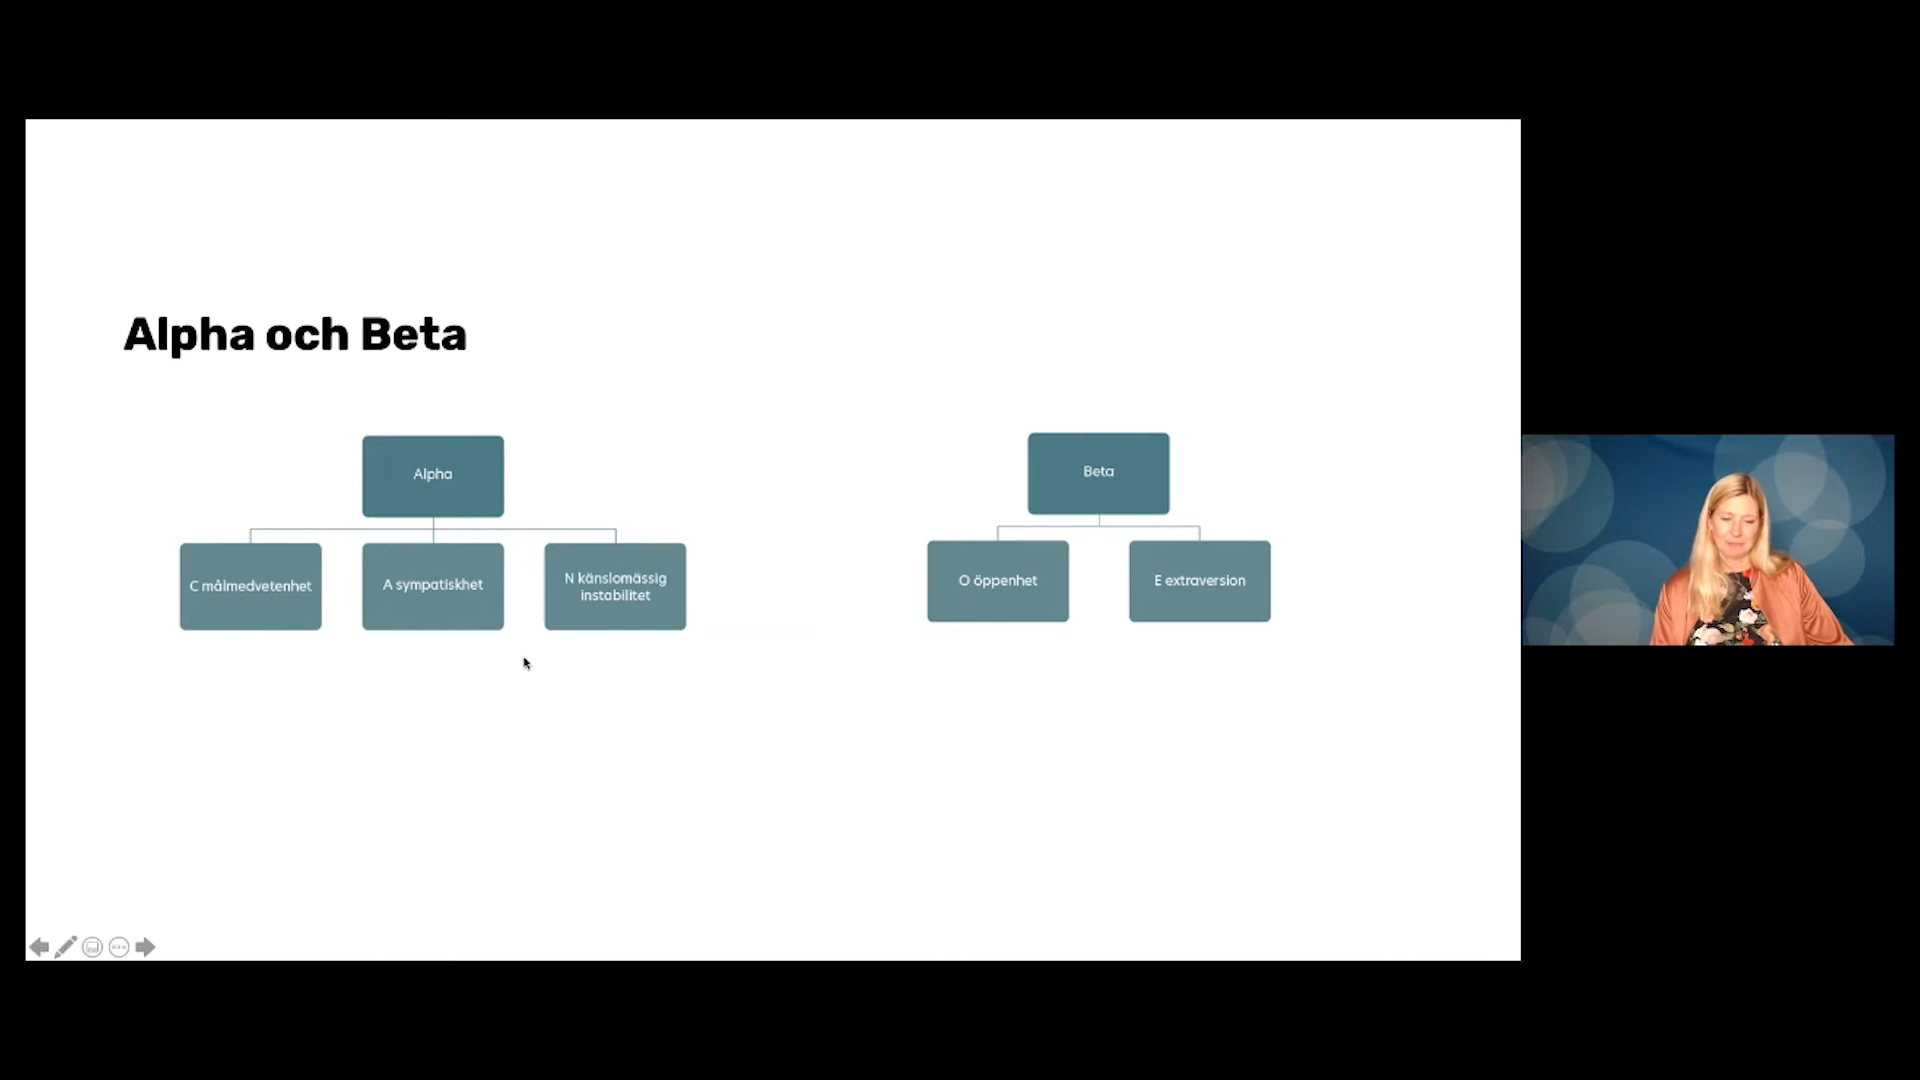 Alpha och Beta
Alpha
C målmedvetenhet
A sympatiskhet
N känslomässig
instabilitet
Beta
O öppenhet
E extraversion